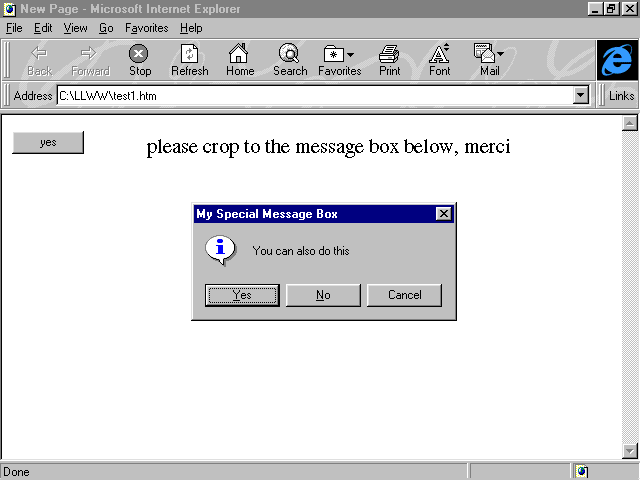 New Page - Microsoft Internet Explorer
File Edit View Go Favorites Help
Back Forward Stop Refresh Home Search Favorites Print Font Mail
Address C:\LLWW\test1.htm Links
yes
please crop to the message box below, merci
My Special Message Box
You can also do this
Yes No Cancel
Done